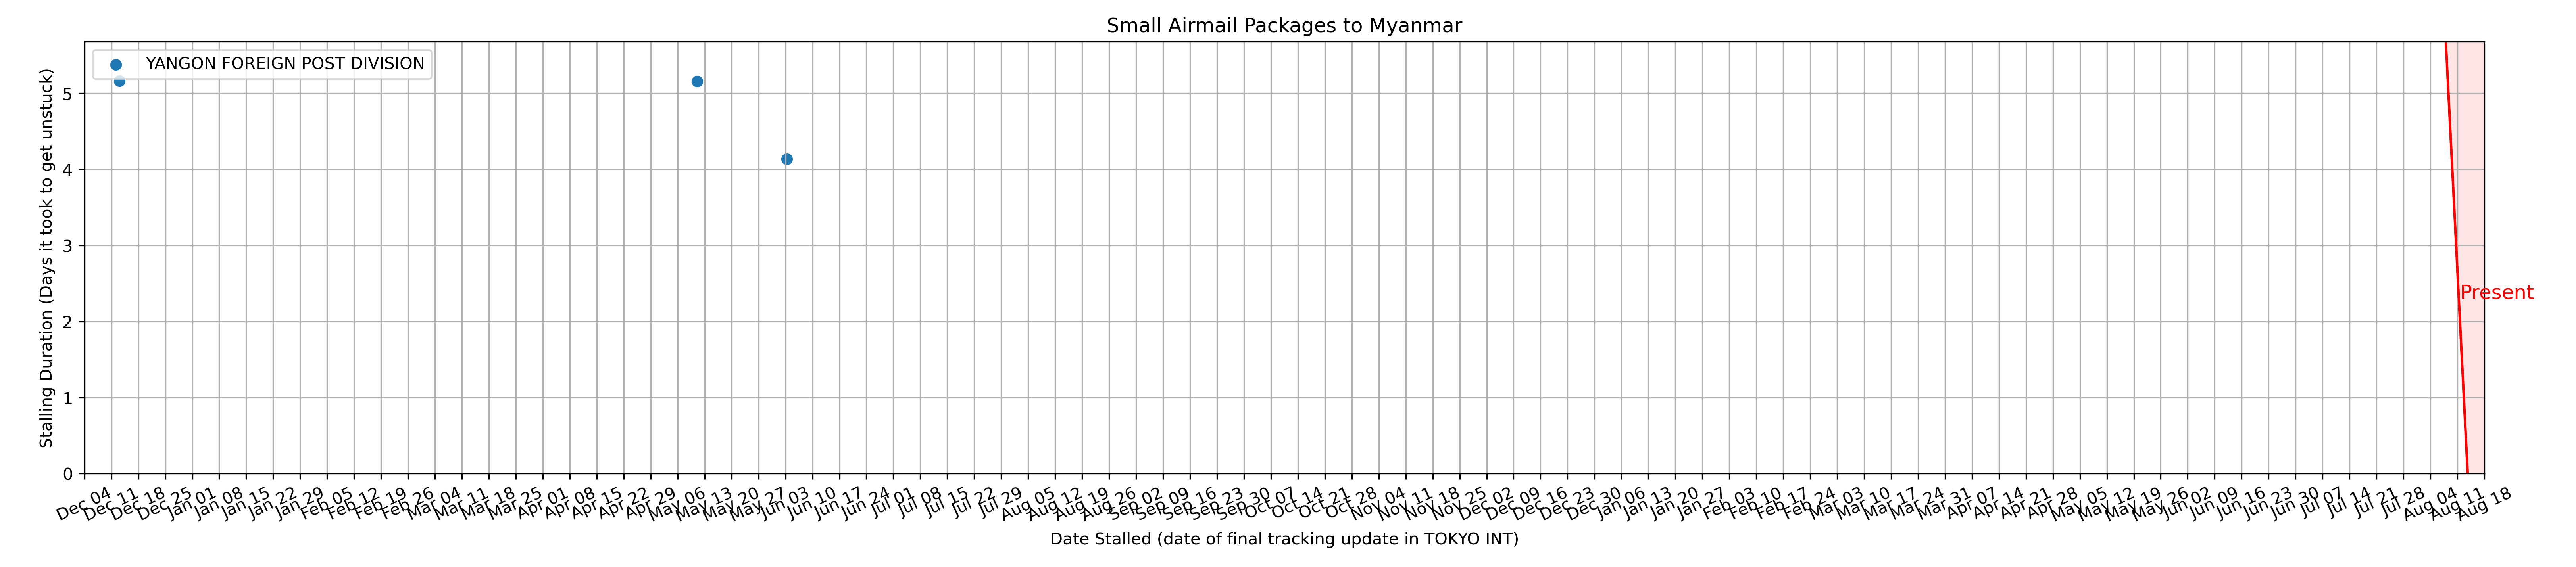 Small Airmail Packages to Myanmar
YANGON FOREIGN POST DIVISION
Stalling Duration (Days it took to get unstuck)
5
4
3
2
1
0
Present
Dec 04
Dec 11
Dec 18
Dec 25
Jan 01
Jan 08
Jan 15
Jan 22
Jan 29
Feb 05
Feb 12
Feb 19
Feb 26
Mar 04
Mar 11
Mar 18
Mar 25
Apr 01
Apr 08
Apr 15
Apr 22
Apr 29
May 06
May 13
May 20
May 27
Jun 03
Jun 10
Jun 17
Jun 24
Jul 01
Jul 08
Jul 15
Jul 22
Jul 29
Aug 05
Aug 12
Aug 19
Aug 26
Sep 02
Sep 09
Sep 16
Sep 23
Sep 30
Oct 07
Oct 14
Oct 21
Oct 28
Nov 04
Nov 11
Nov 18
Nov 25
Dec 02
Dec 09
Dec 16
Dec 23
Dec 30
Jan 06
Jan 13
Jan 20
Jan 27
Feb 03
Feb 10
Feb 17
Feb 24
Mar 03
Mar 10
Mar 17
Mar 24
Mar 31
Apr 07
Apr 14
Apr 21
Apr 28
May 05
May 12
May 19
May 26
Jun 02
Jun 09
Jun 16
Jun 23
Jun 30
Jul 07
Jul 14
Jul 21
Jul 28
Aug 04
Aug 11
Aug 18
Date Stalled (date of final tracking update in TOKYO INT)